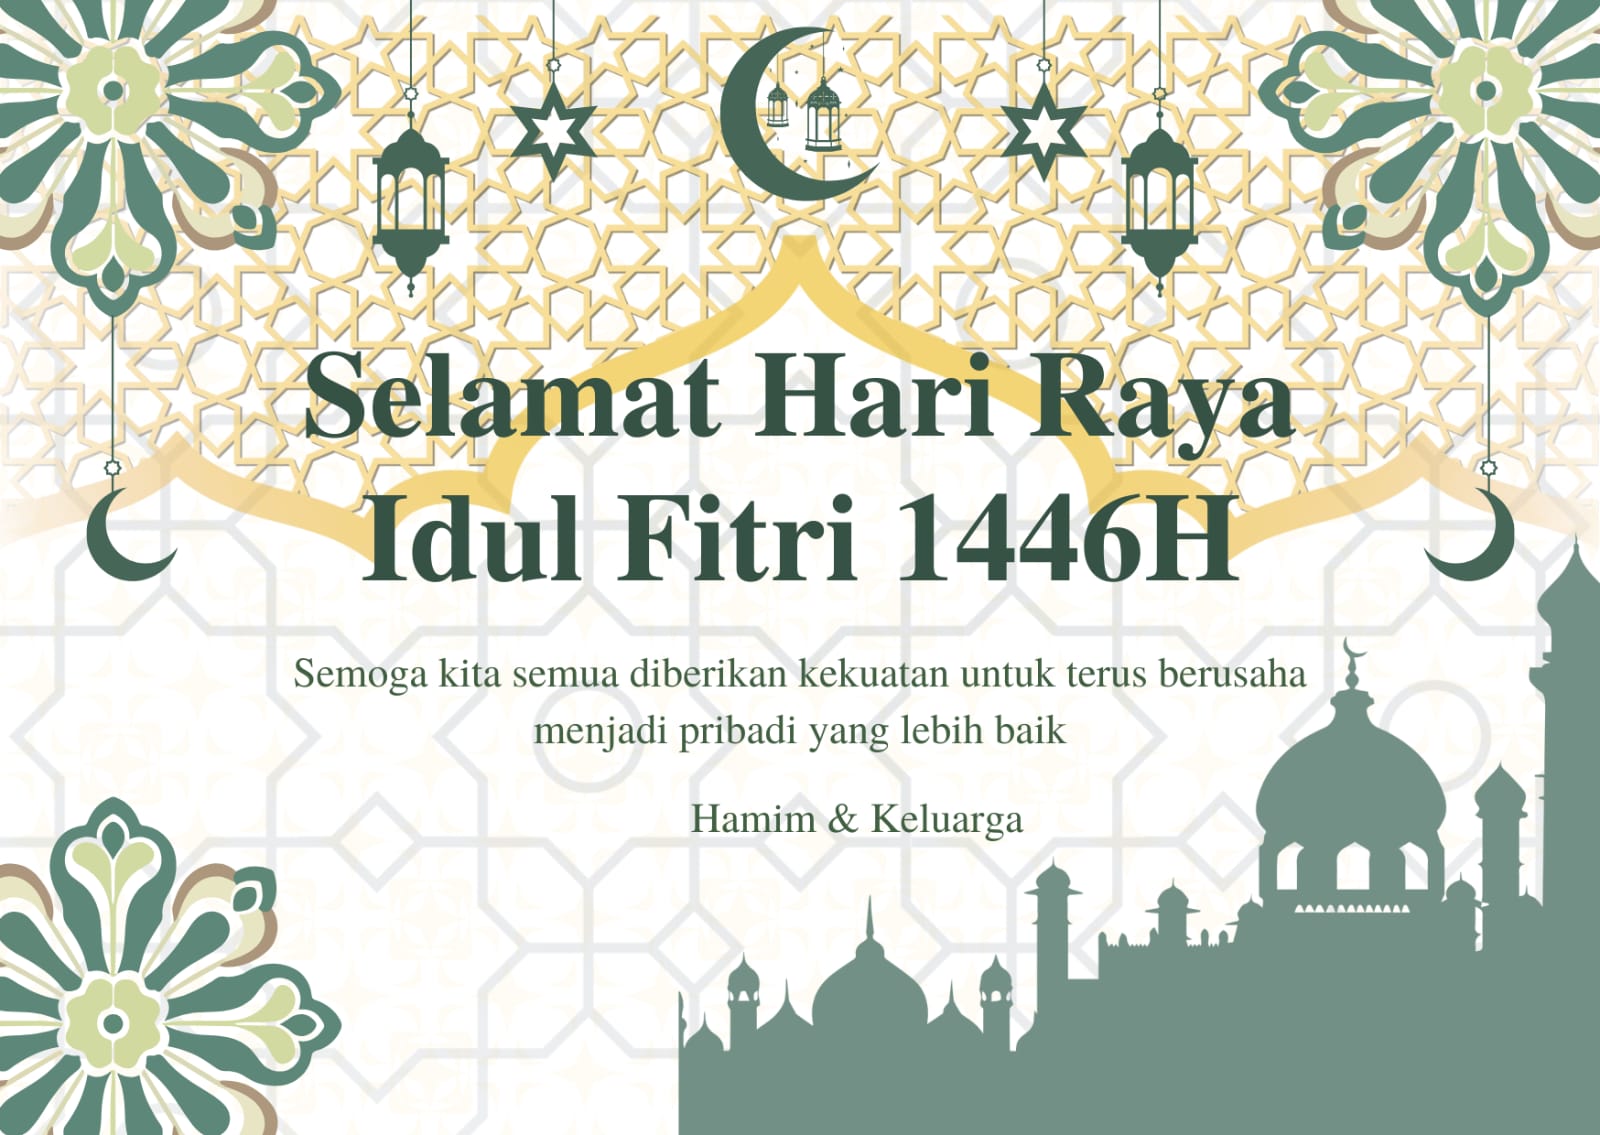 Selamat Hari Raya
Idul Fitri 1446H
Semoga kita semua diberikan kekuatan untuk terus berusaha
menjadi pribadi yang lebih baik
Hamim & Keluarga